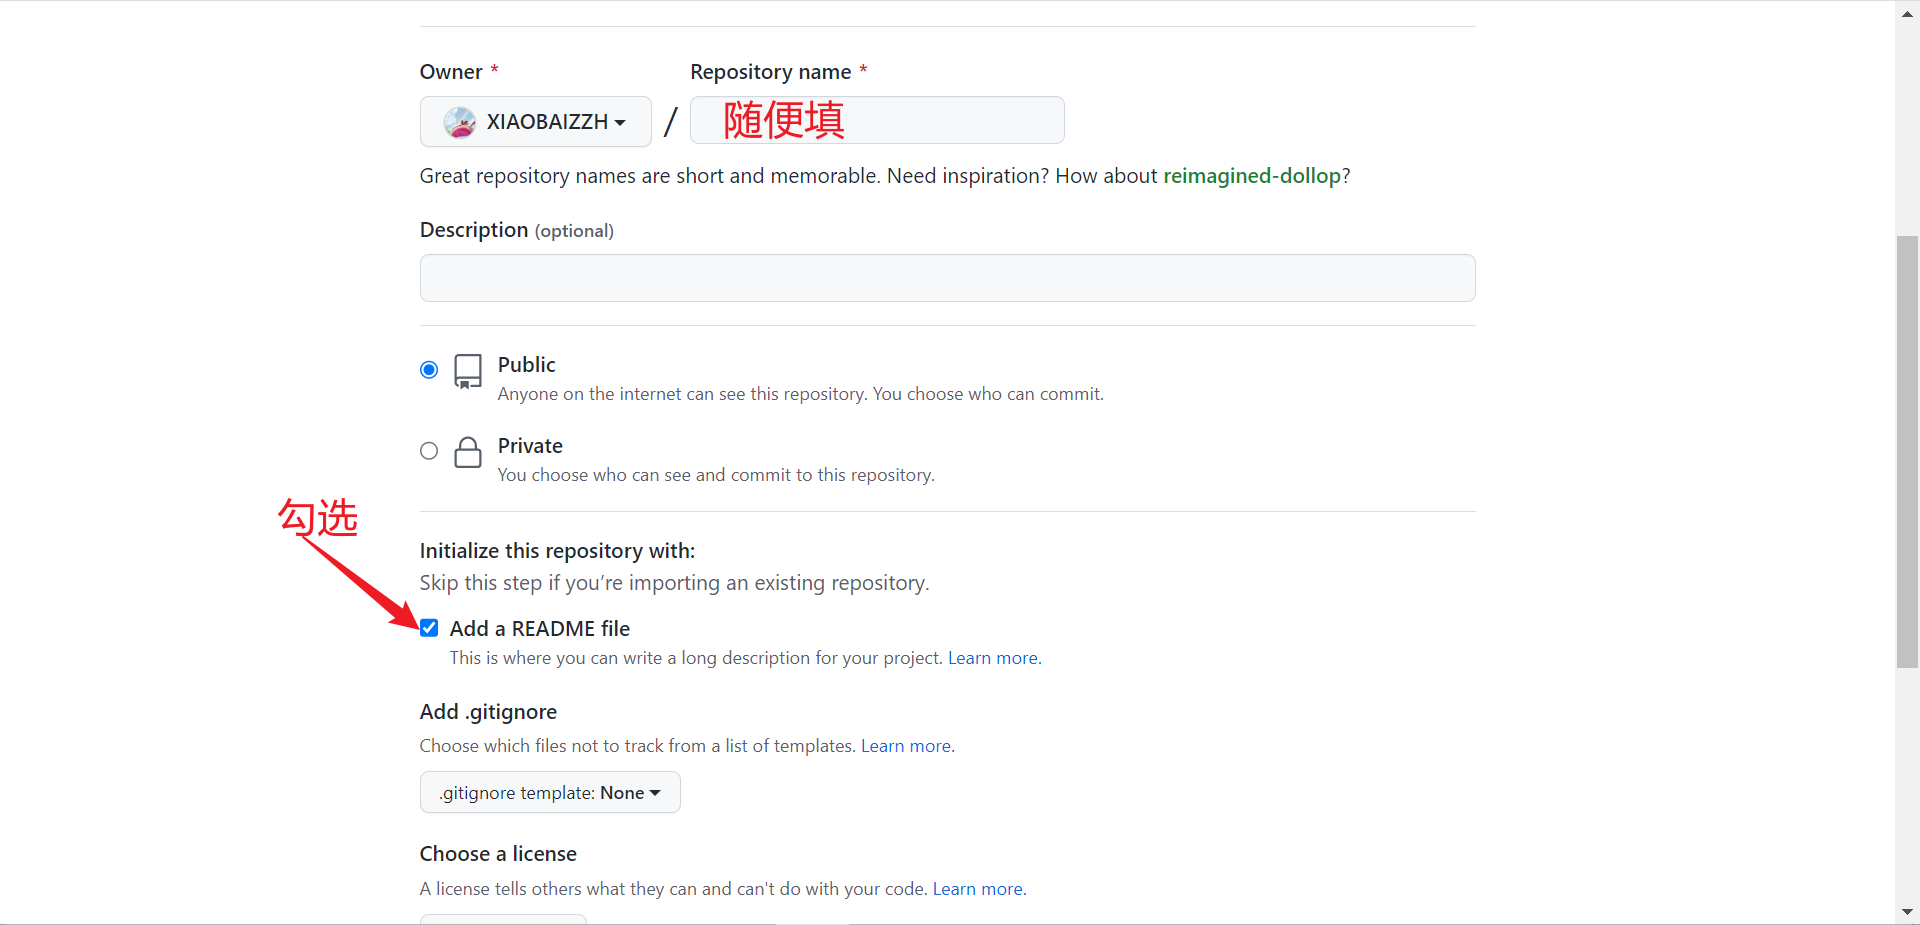 Owner *
Repository name *
XIAOBAIZZH
/
随便填
Great repository names are short and memorable. Need inspiration? How about reimagined-dollop?
Description (optional)
Public
Anyone on the internet can see this repository. You choose who can commit.
Private
You choose who can see and commit to this repository.
勾选
Initialize this repository with:
Skip this step if you’re importing an existing repository.
Add a README file
This is where you can write a long description for your project. Learn more.
Add .gitignore
Choose which files not to track from a list of templates. Learn more.
.gitignore template: None
Choose a license
A license tells others what they can and can't do with your code. Learn more.